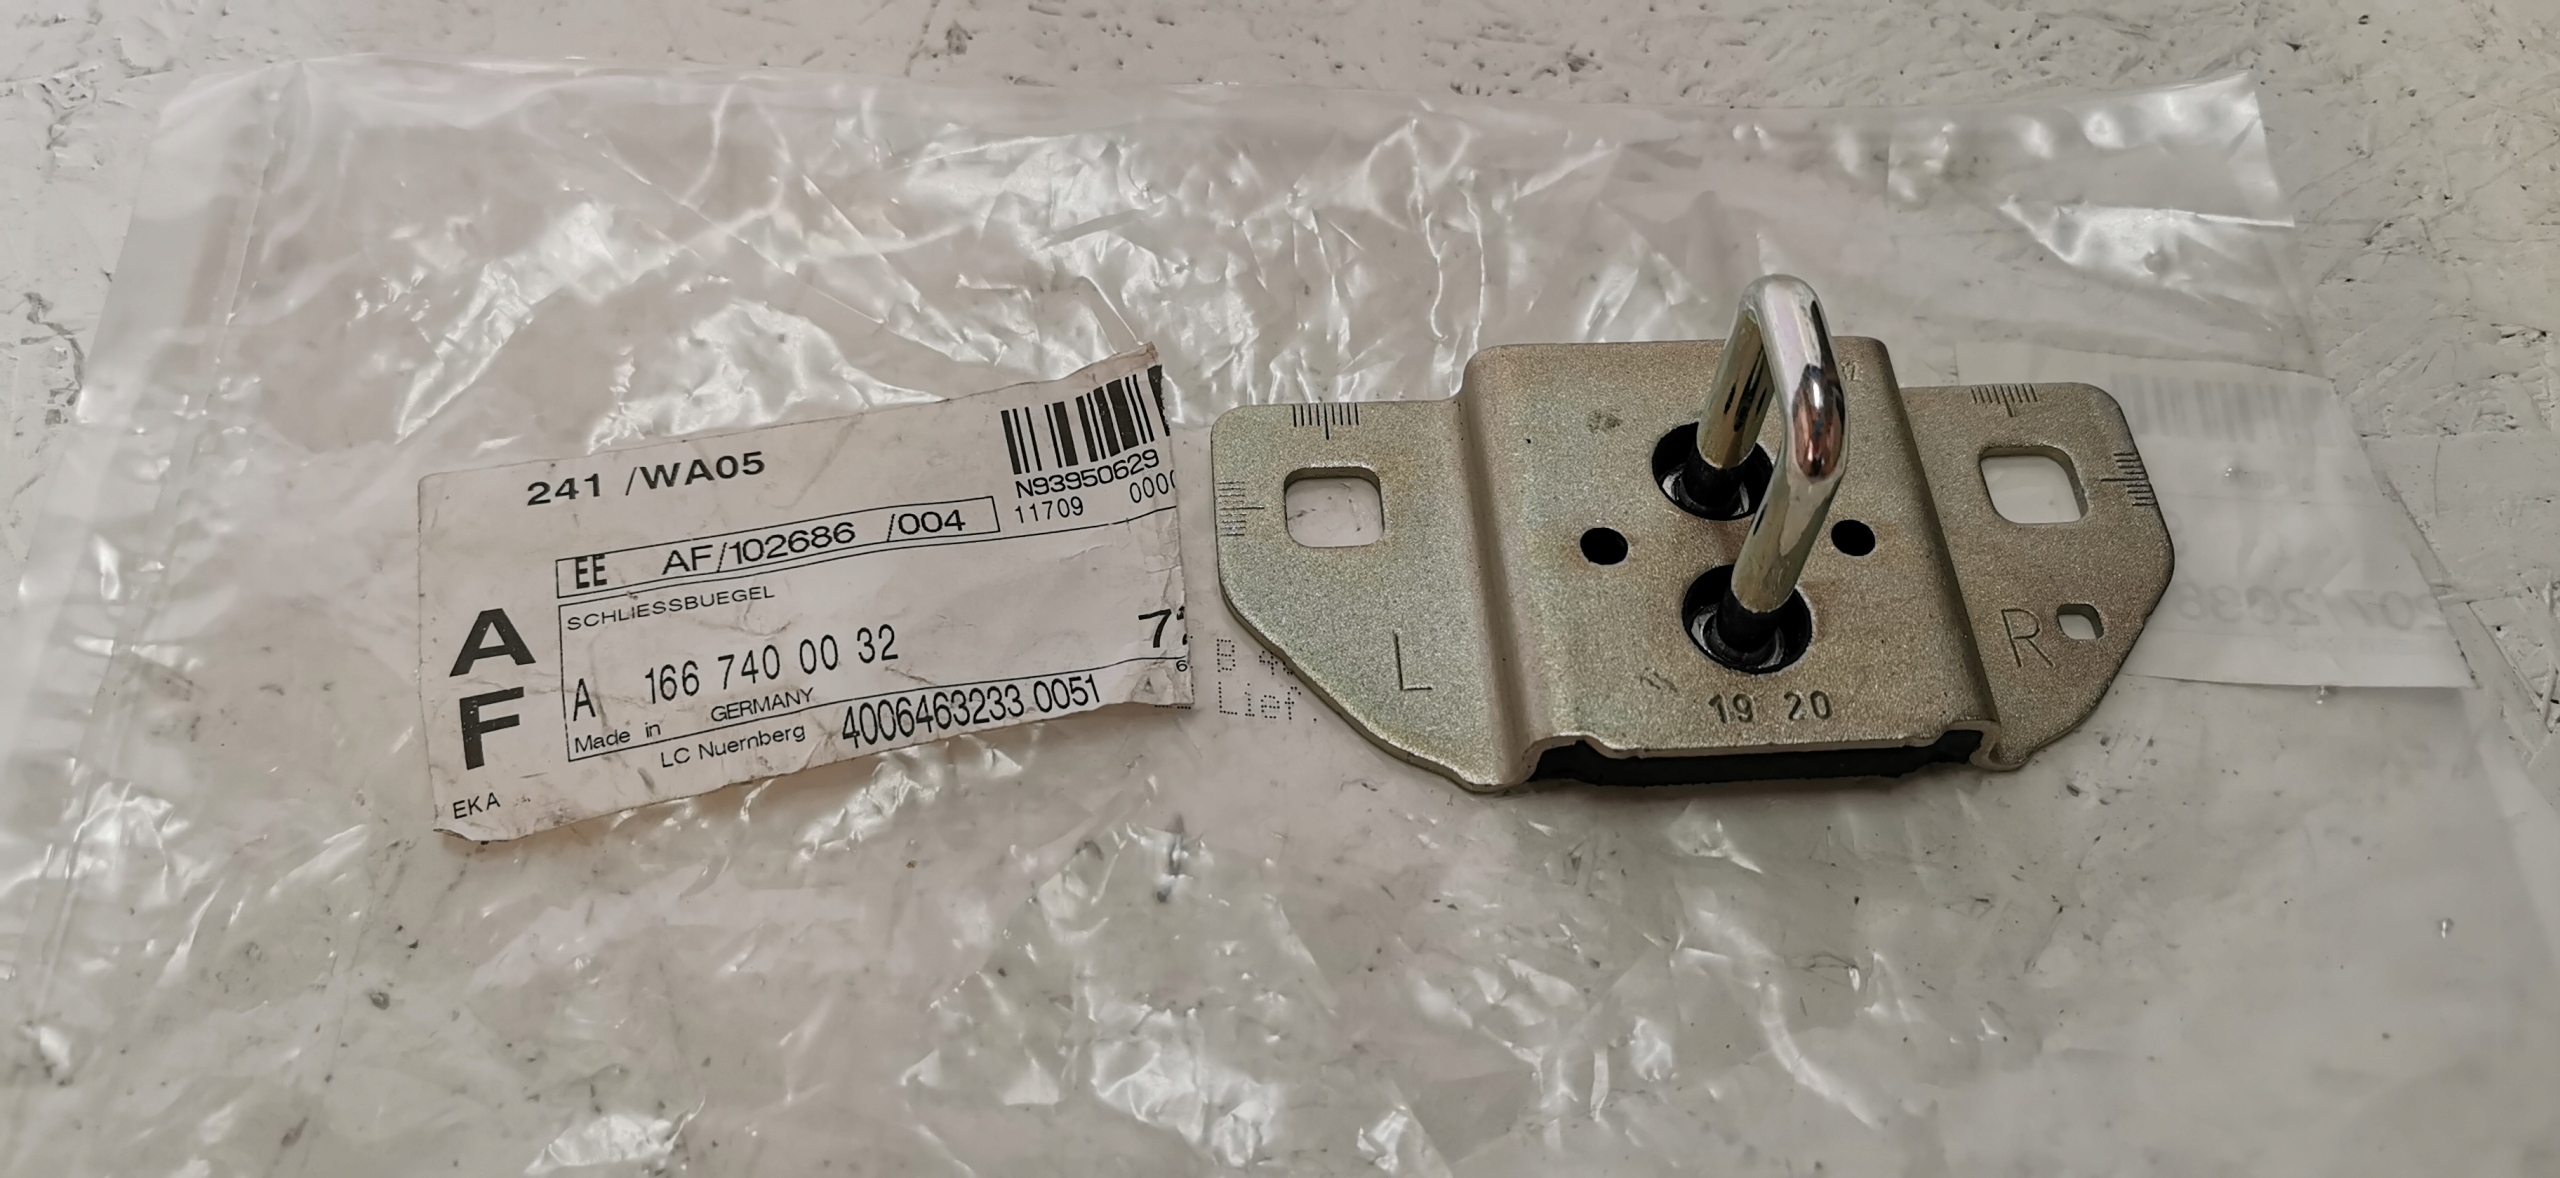 241 /WA05
N93950629
11709 000
EE AF/102686 /004
SCHLIESSBUEGEL
A 166 740 00 32
Made in GERMANY
LC Nuernberg 4006463233 0051
A
F
EKA
Lief.
L
R
19 20